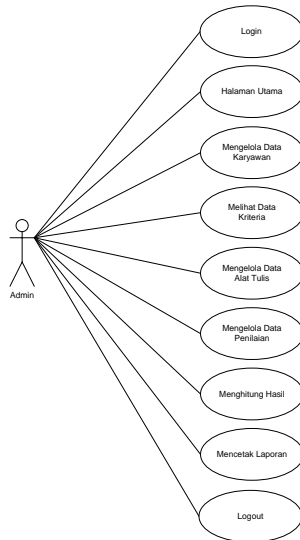 Login
Halaman Utama
Mengelola Data
Karyawan
Melihat Data
Kriteria
Admin
Mengelola Data
Alat Tulis
Mengelola Data
Penilaian
Menghitung Hasil
Mencetak Laporan
Logout